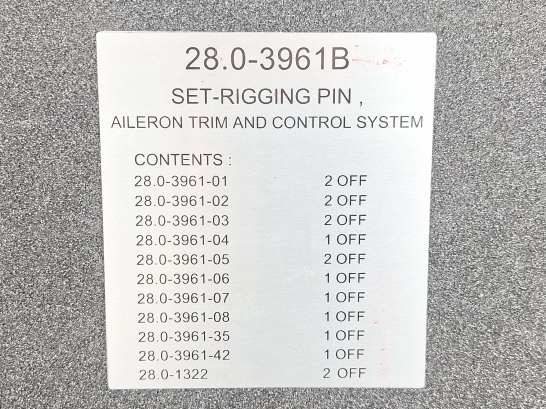 28.0-3961B
SET-RIGGING PIN ,
AILERON TRIM AND CONTROL SYSTEM
CONTENTS :
28.0-3961-01 2 OFF
28.0-3961-02 2 OFF
28.0-3961-03 2 OFF
28.0-3961-04 1 OFF
28.0-3961-05 2 OFF
28.0-3961-06 1 OFF
28.0-3961-07 1 OFF
28.0-3961-08 1 OFF
28.0-3961-35 1 OFF
28.0-3961-42 1 OFF
28.0-1322 2 OFF